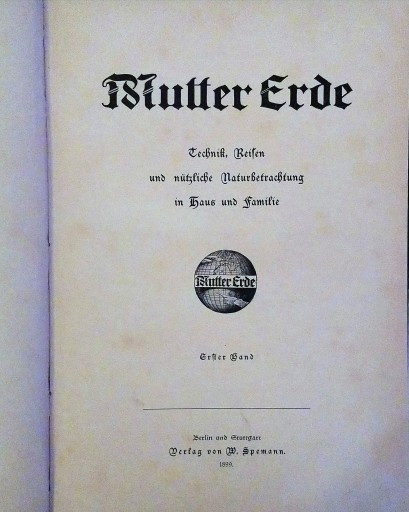 Mutter Erde
Technik, Reisen
und nützliche Naturbetrachtung
in Haus und Familie
Mutter Erde
Erster Band
Berlin und Stuttgart
Verlag von W. Spemann.
1899.